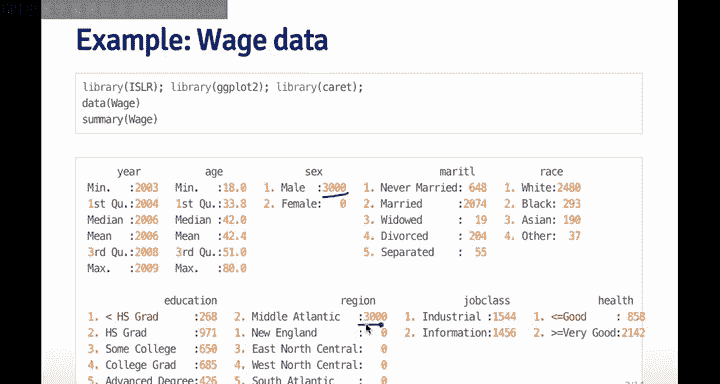 Example: Wage data
library(ISLR); library(ggplot2); library(caret);
data(Wage)
summary(Wage)
year age sex maritl race
Min. :2003 Min. :18.0 1. Male :3000 1. Never Married: 648 1. White:2480
1st Qu.:2004 1st Qu.:33.8 2. Female: 0 2. Married :2074 2. Black: 293
Median :2006 Median :42.0 3. Widowed : 19 3. Asian: 190
Mean :2006 Mean :42.4 4. Divorced : 204 4. Other: 37
3rd Qu.:2008 3rd Qu.:51.0 5. Separated : 55
Max. :2009 Max. :80.0
education region jobclass health
1. < HS Grad :268 2. Middle Atlantic :3000 1. Industrial :1544 1. <=Good : 858
2. HS Grad :971 1. New England : 0 2. Information:1456 2. >=Very Good:2142
3. Some College :650 3. East North Central: 0
4. College Grad :685 4. West North Central: 0
5. Advanced Degree:426 5. South Atlantic : 0